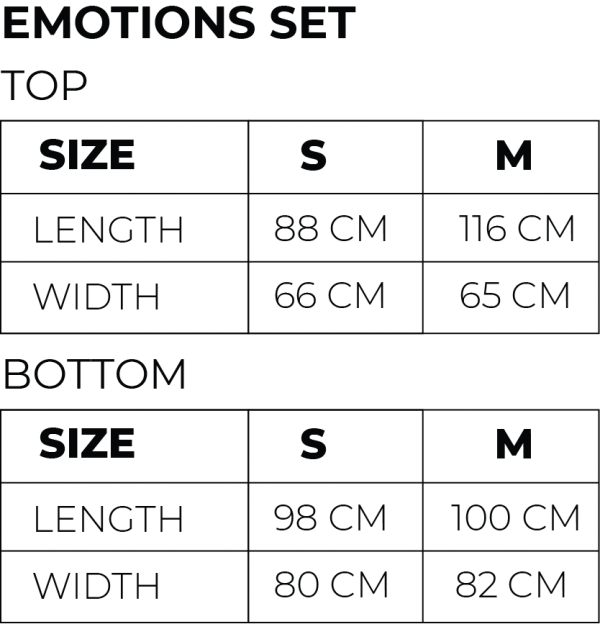 EMOTIONS SET
TOP
SIZE S M
LENGTH 88 CM 116 CM
WIDTH 66 CM 65 CM
BOTTOM
SIZE S M
LENGTH 98 CM 100 CM
WIDTH 80 CM 82 CM